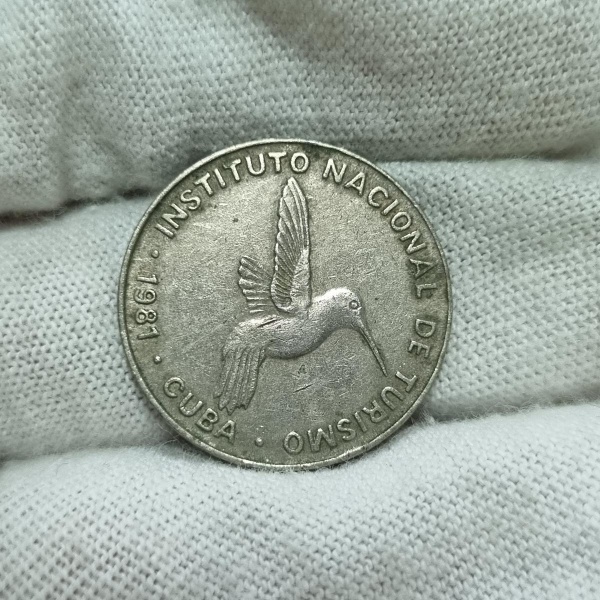 INSTITUTO NACIONAL DE TURISMO · CUBA · 1981 ·